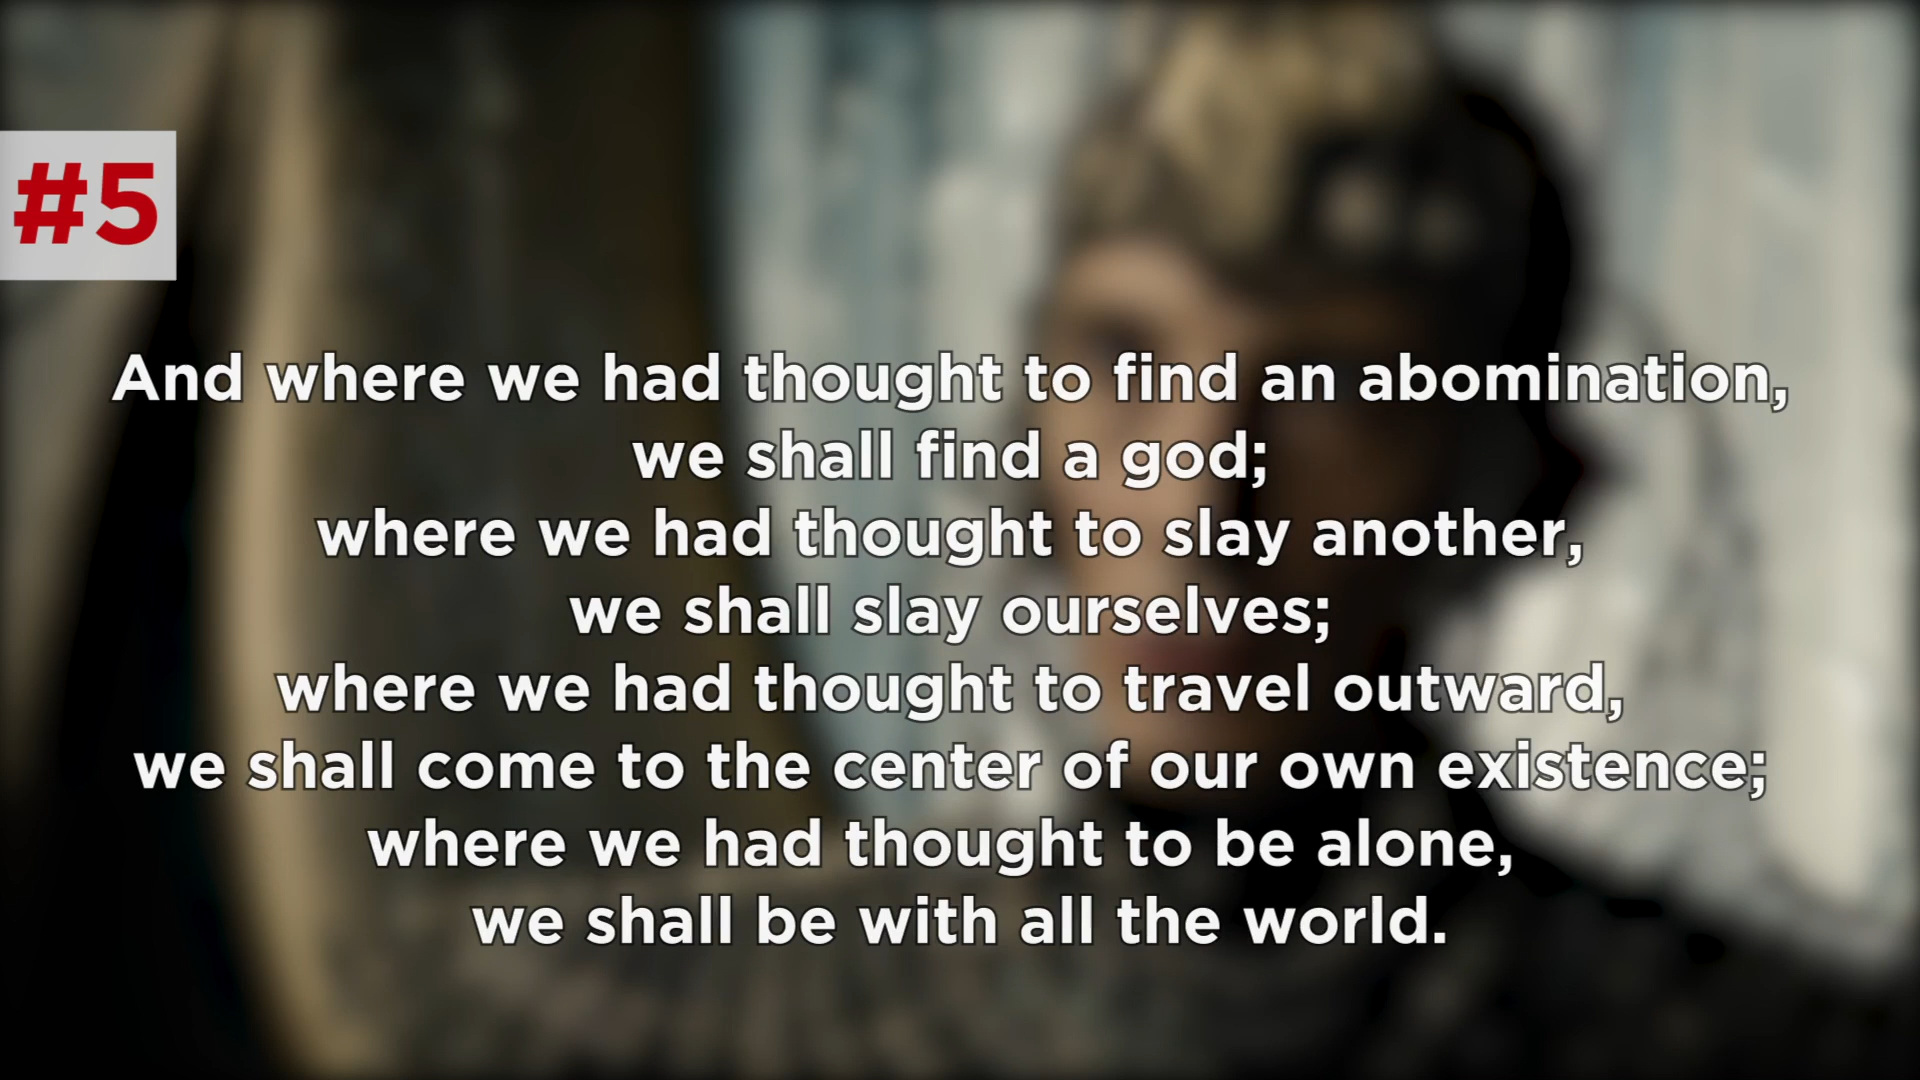 #5
And where we had thought to find an abomination,
we shall find a god;
where we had thought to slay another,
we shall slay ourselves;
where we had thought to travel outward,
we shall come to the center of our own existence;
where we had thought to be alone,
we shall be with all the world.